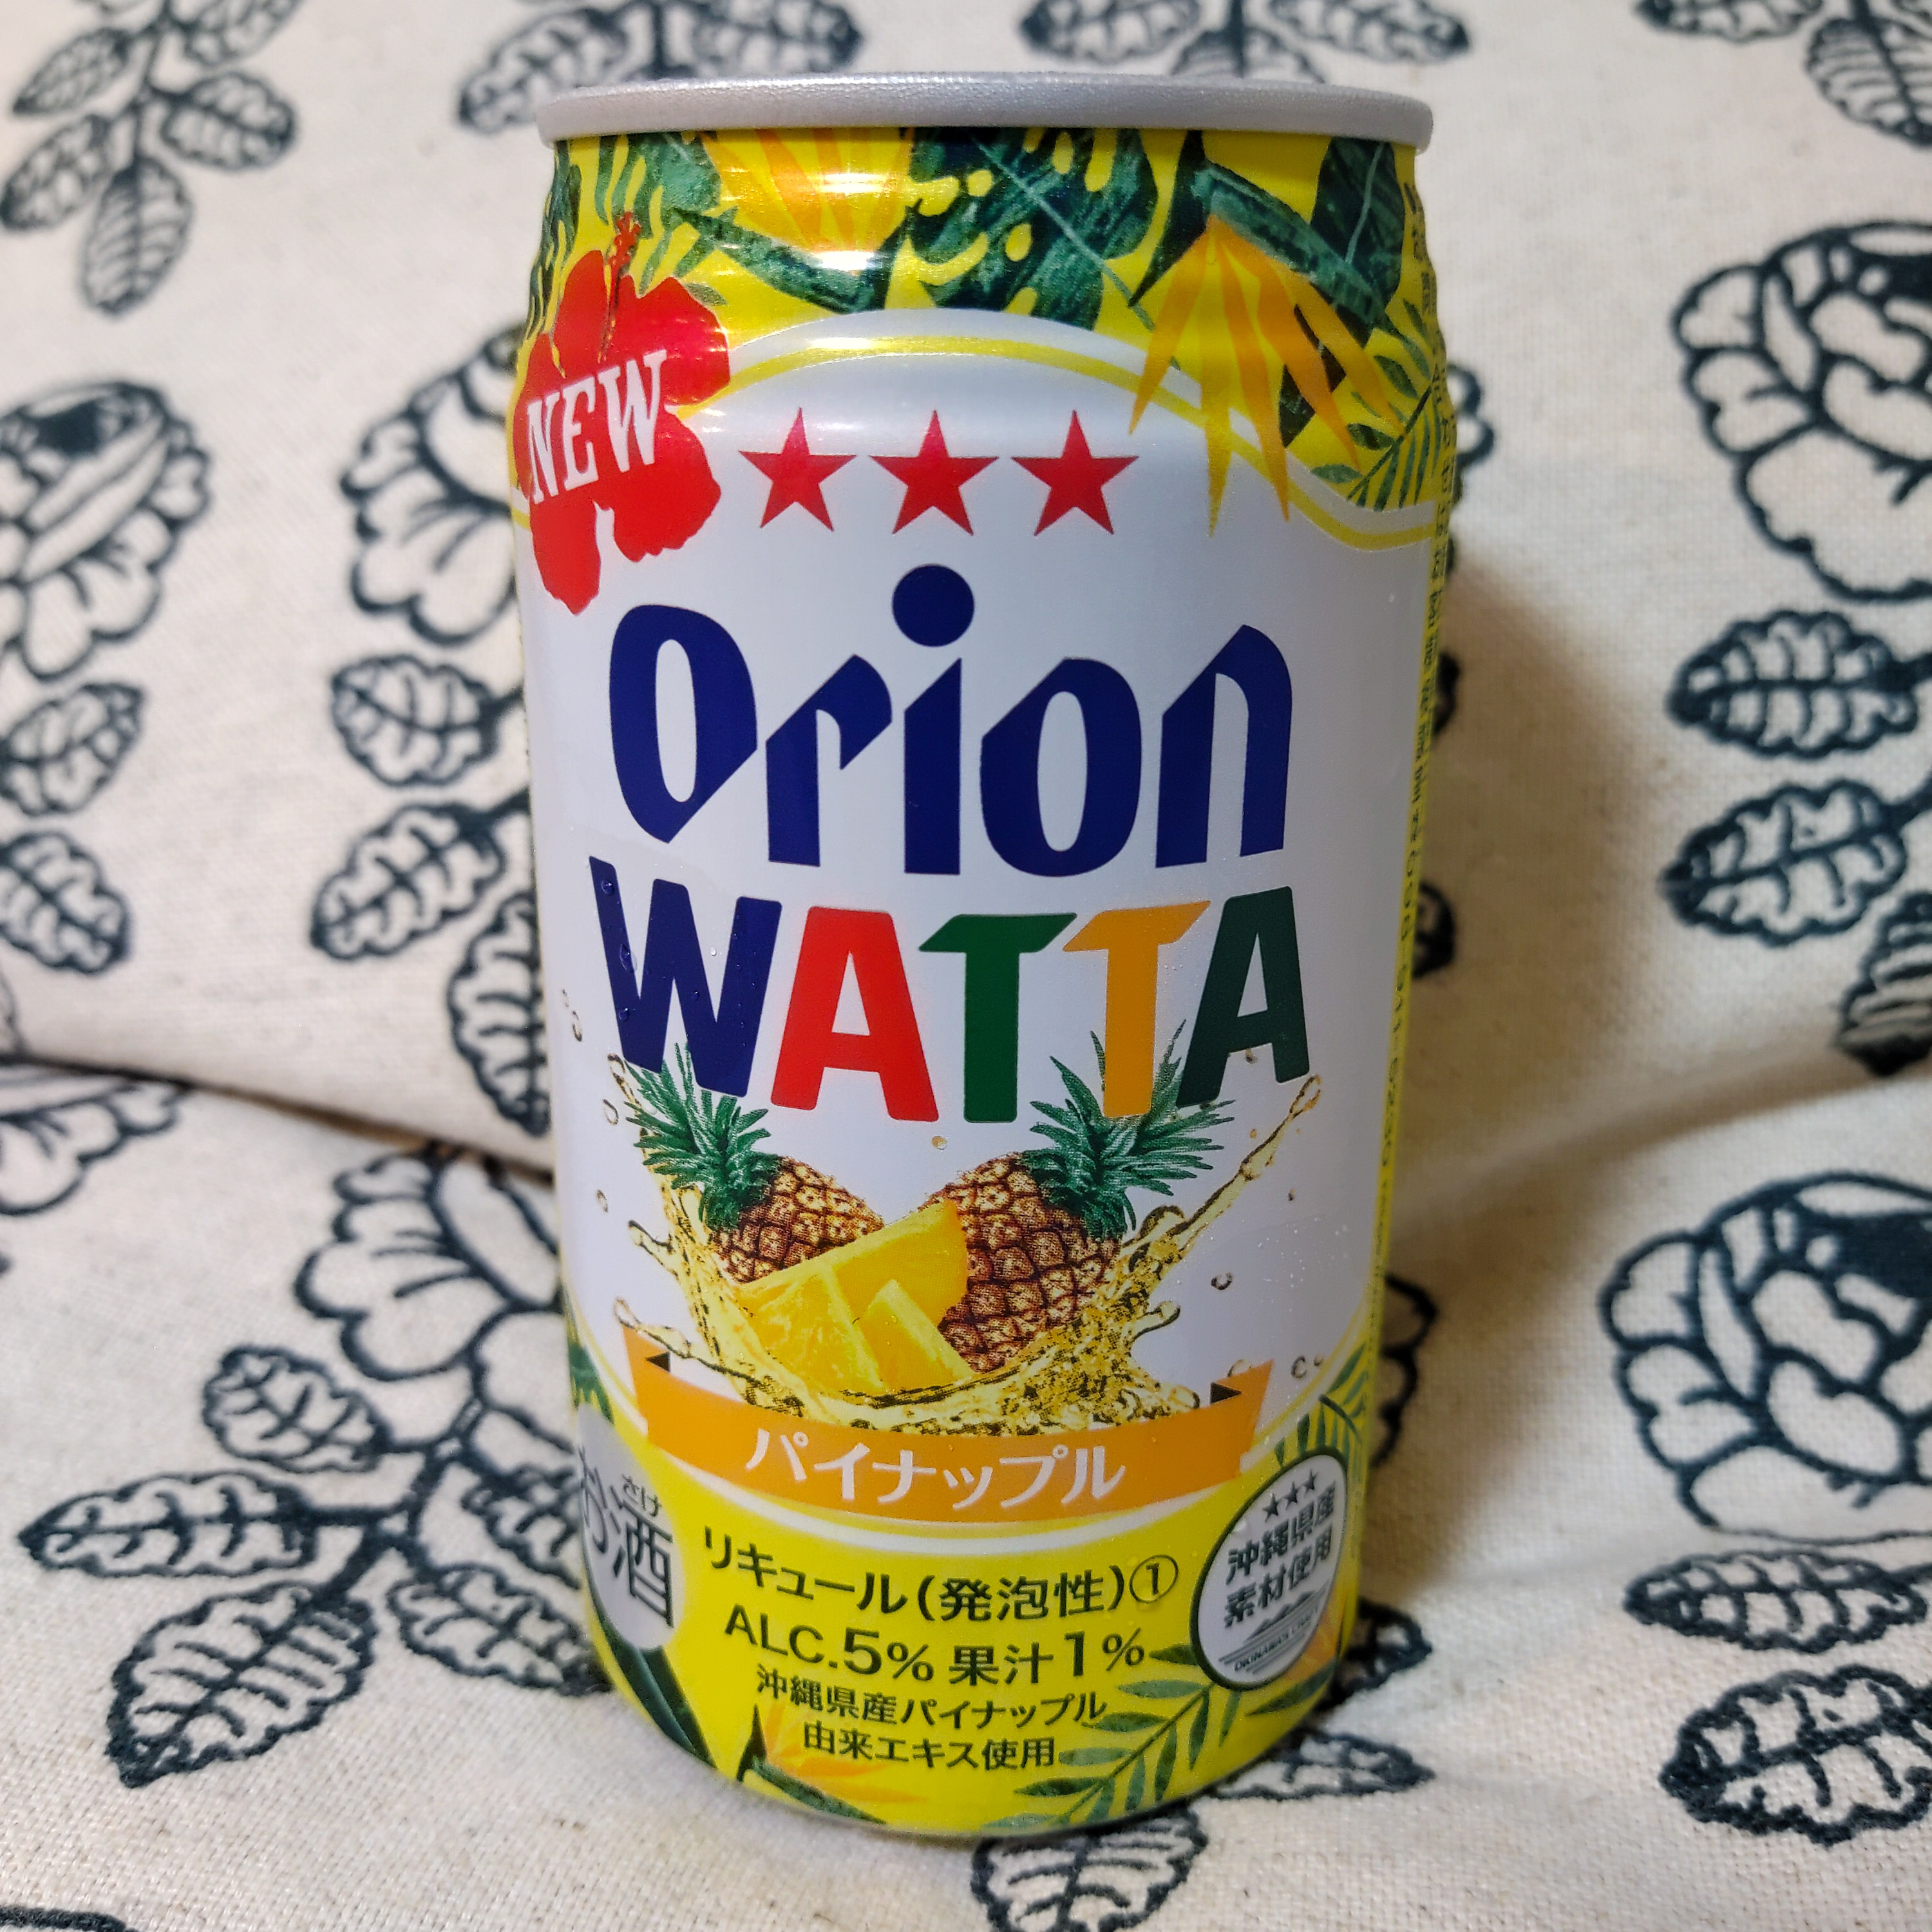 NEW
Orion
WATTA
パイナップル
さけ
お酒
リキュール(発泡性)①
ALC.5% 果汁1%
沖縄県産パイナップル
由来エキス使用
沖縄県産
素材使用